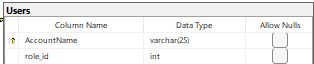 Users
Column Name Data Type Allow Nulls
AccountName varchar(25)
role_id int